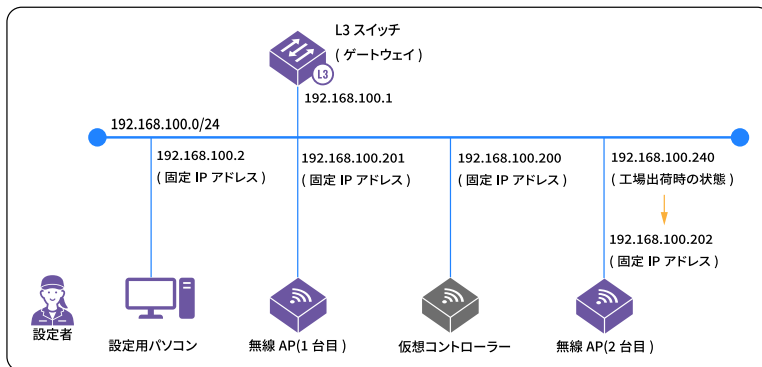 L3 スイッチ
( ゲートウェイ )
L3
192.168.100.1
192.168.100.0/24
192.168.100.2
( 固定 IP アドレス )
192.168.100.201
( 固定 IP アドレス )
192.168.100.200
( 固定 IP アドレス )
192.168.100.240
( 工場出荷時の状態 )
192.168.100.202
( 固定 IP アドレス )
設定者
設定用パソコン
無線 AP(1 台目 )
仮想コントローラー
無線 AP(2 台目 )